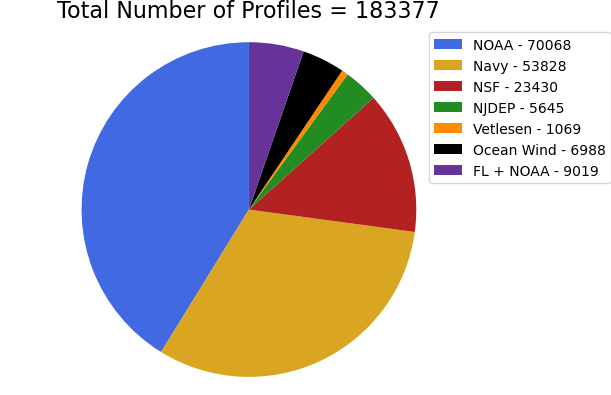 Total Number of Profiles = 183377
NOAA - 70068
Navy - 53828
NSF - 23430
NJDEP - 5645
Vetlesen - 1069
Ocean Wind - 6988
FL + NOAA - 9019